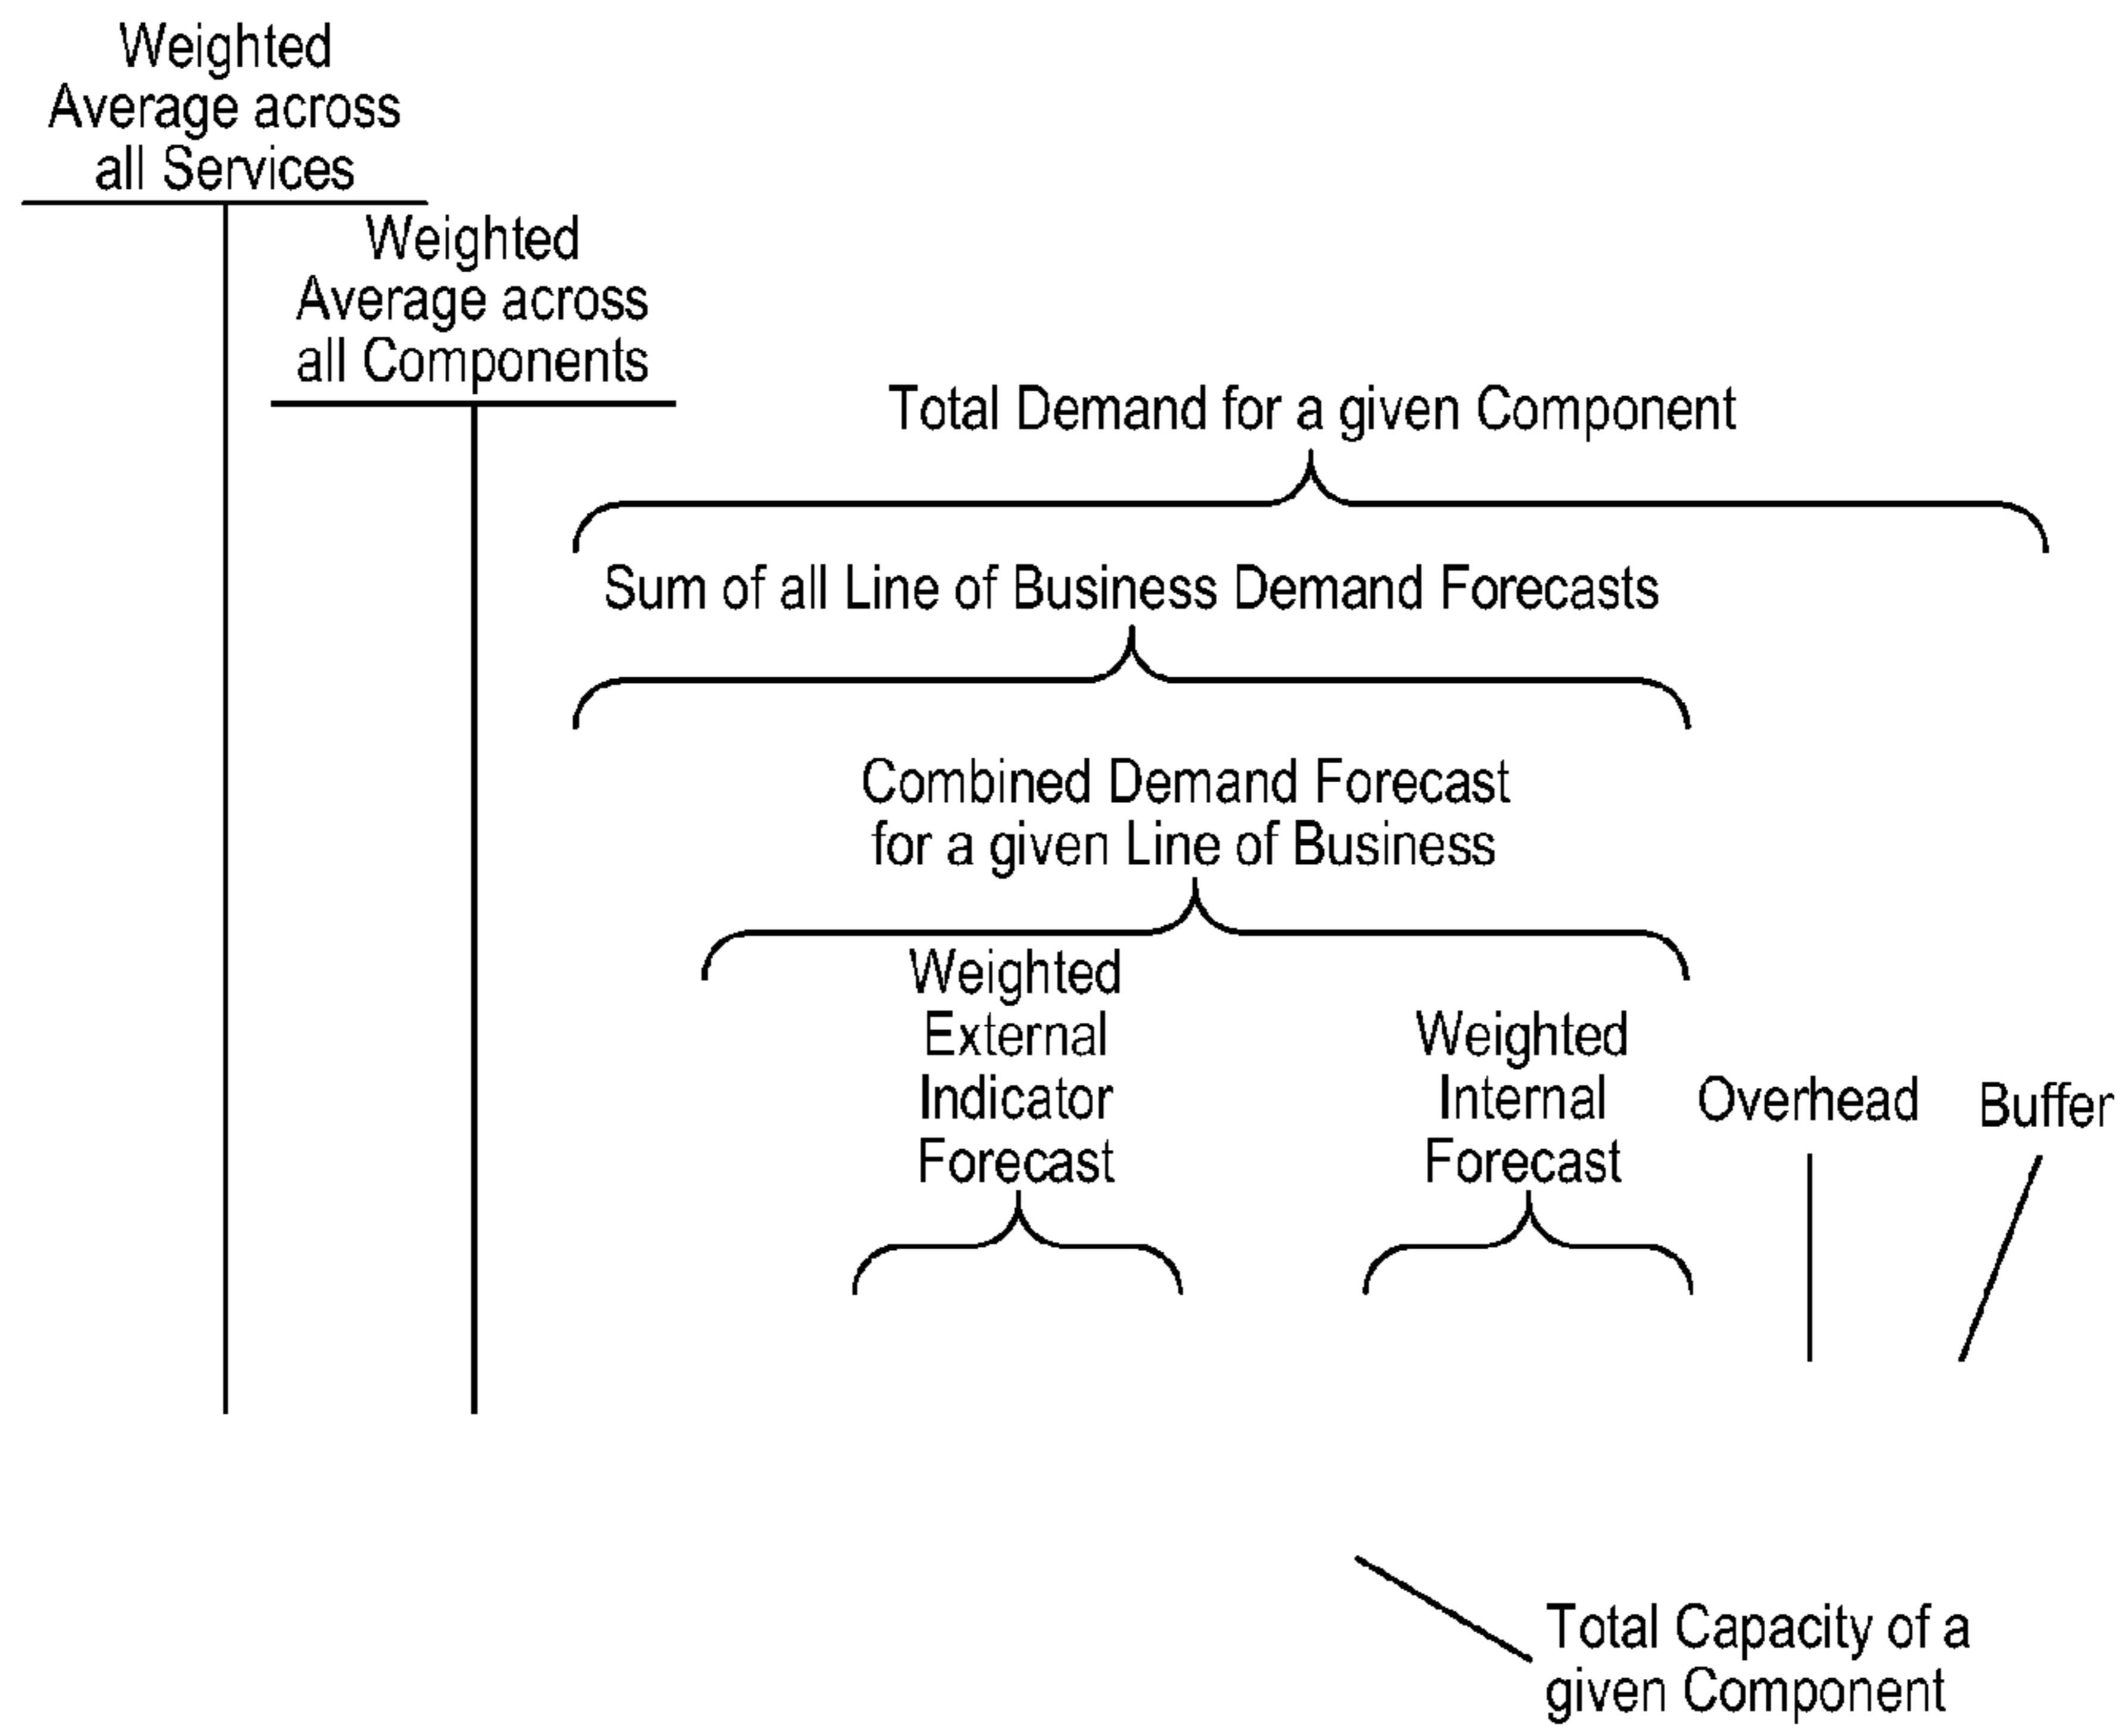 Weighted
Average across
all Services
Weighted
Average across
all Components
Total Demand for a given Component
Sum of all Line of Business Demand Forecasts
Combined Demand Forecast
for a given Line of Business
Weighted
External
Indicator
Forecast
Weighted
Internal
Forecast
Overhead
Buffer
Total Capacity of a
given Component